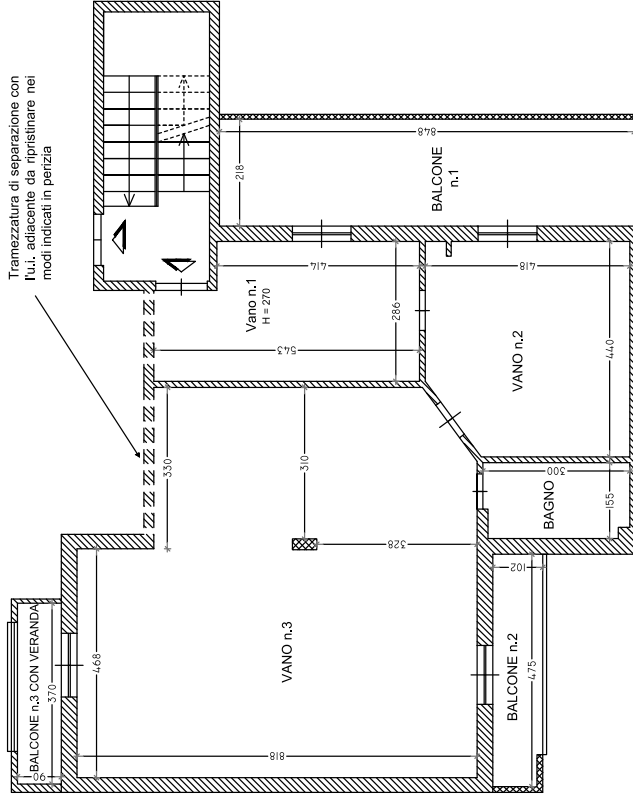 Tramezzatura di separazione con
l'u.i. adiacente da ripristinare nei
modi indicati in perizia
BALCONE
n.1
848
218
Vano n.1
H = 270
414
543
286
418
VANO n.2
440
330
310
300
BAGNO
155
328
102
VANO n.3
468
818
BALCONE n.3 CON VERANDA
370
90
BALCONE n.2
475